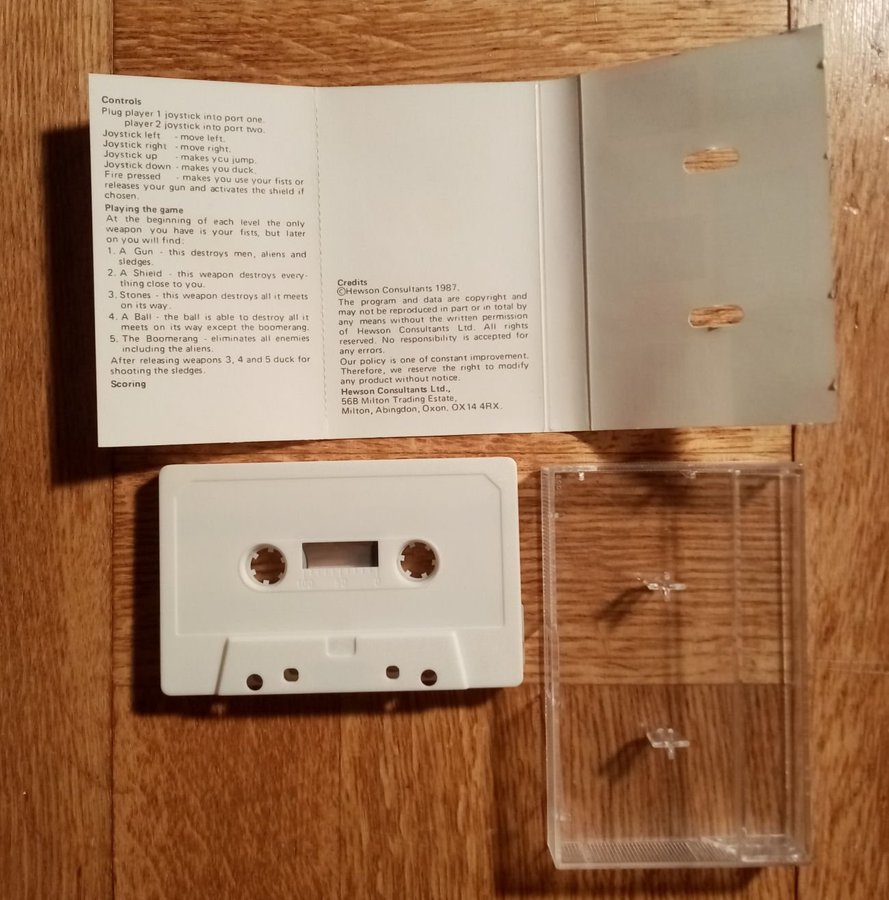 Controls
Plug player 1 joystick into port one.
player 2 joystick into port two.
Joystick left - move left.
Joystick right - move right.
Joystick up - makes you jump.
Joystick down - makes you duck.
Fire pressed - makes you use your fists or
releases your gun and activates the shield if
chosen.
Playing the game
At the beginning of each level the only
weapon you have is your fists, but later
on you will find:
1. A Gun - this destroys men, aliens and
sledges.
2. A Shield - this weapon destroys every-
thing close to you.
3. Stones - this weapon destroys all it meets
on its way.
4. A Ball - the ball is able to destroy all it
meets on its way except the boomerang.
5. The Boomerang - eliminates all enemies
including the aliens.
After releasing weapons 3, 4 and 5 duck for
shooting the sledges.
Scoring
Credits
©Hewson Consultants 1987.
The program and data are copyright and
may not be reproduced in part or in total by
any means without the written permission
of Hewson Consultants Ltd. All rights
reserved. No responsibility is accepted for
any errors.
Our policy is one of constant improvement.
Therefore, we reserve the right to modify
any product without notice.
Hewson Consultants Ltd.,
56B Milton Trading Estate,
Milton, Abingdon, Oxon. OX14 4RX.
100 50 0